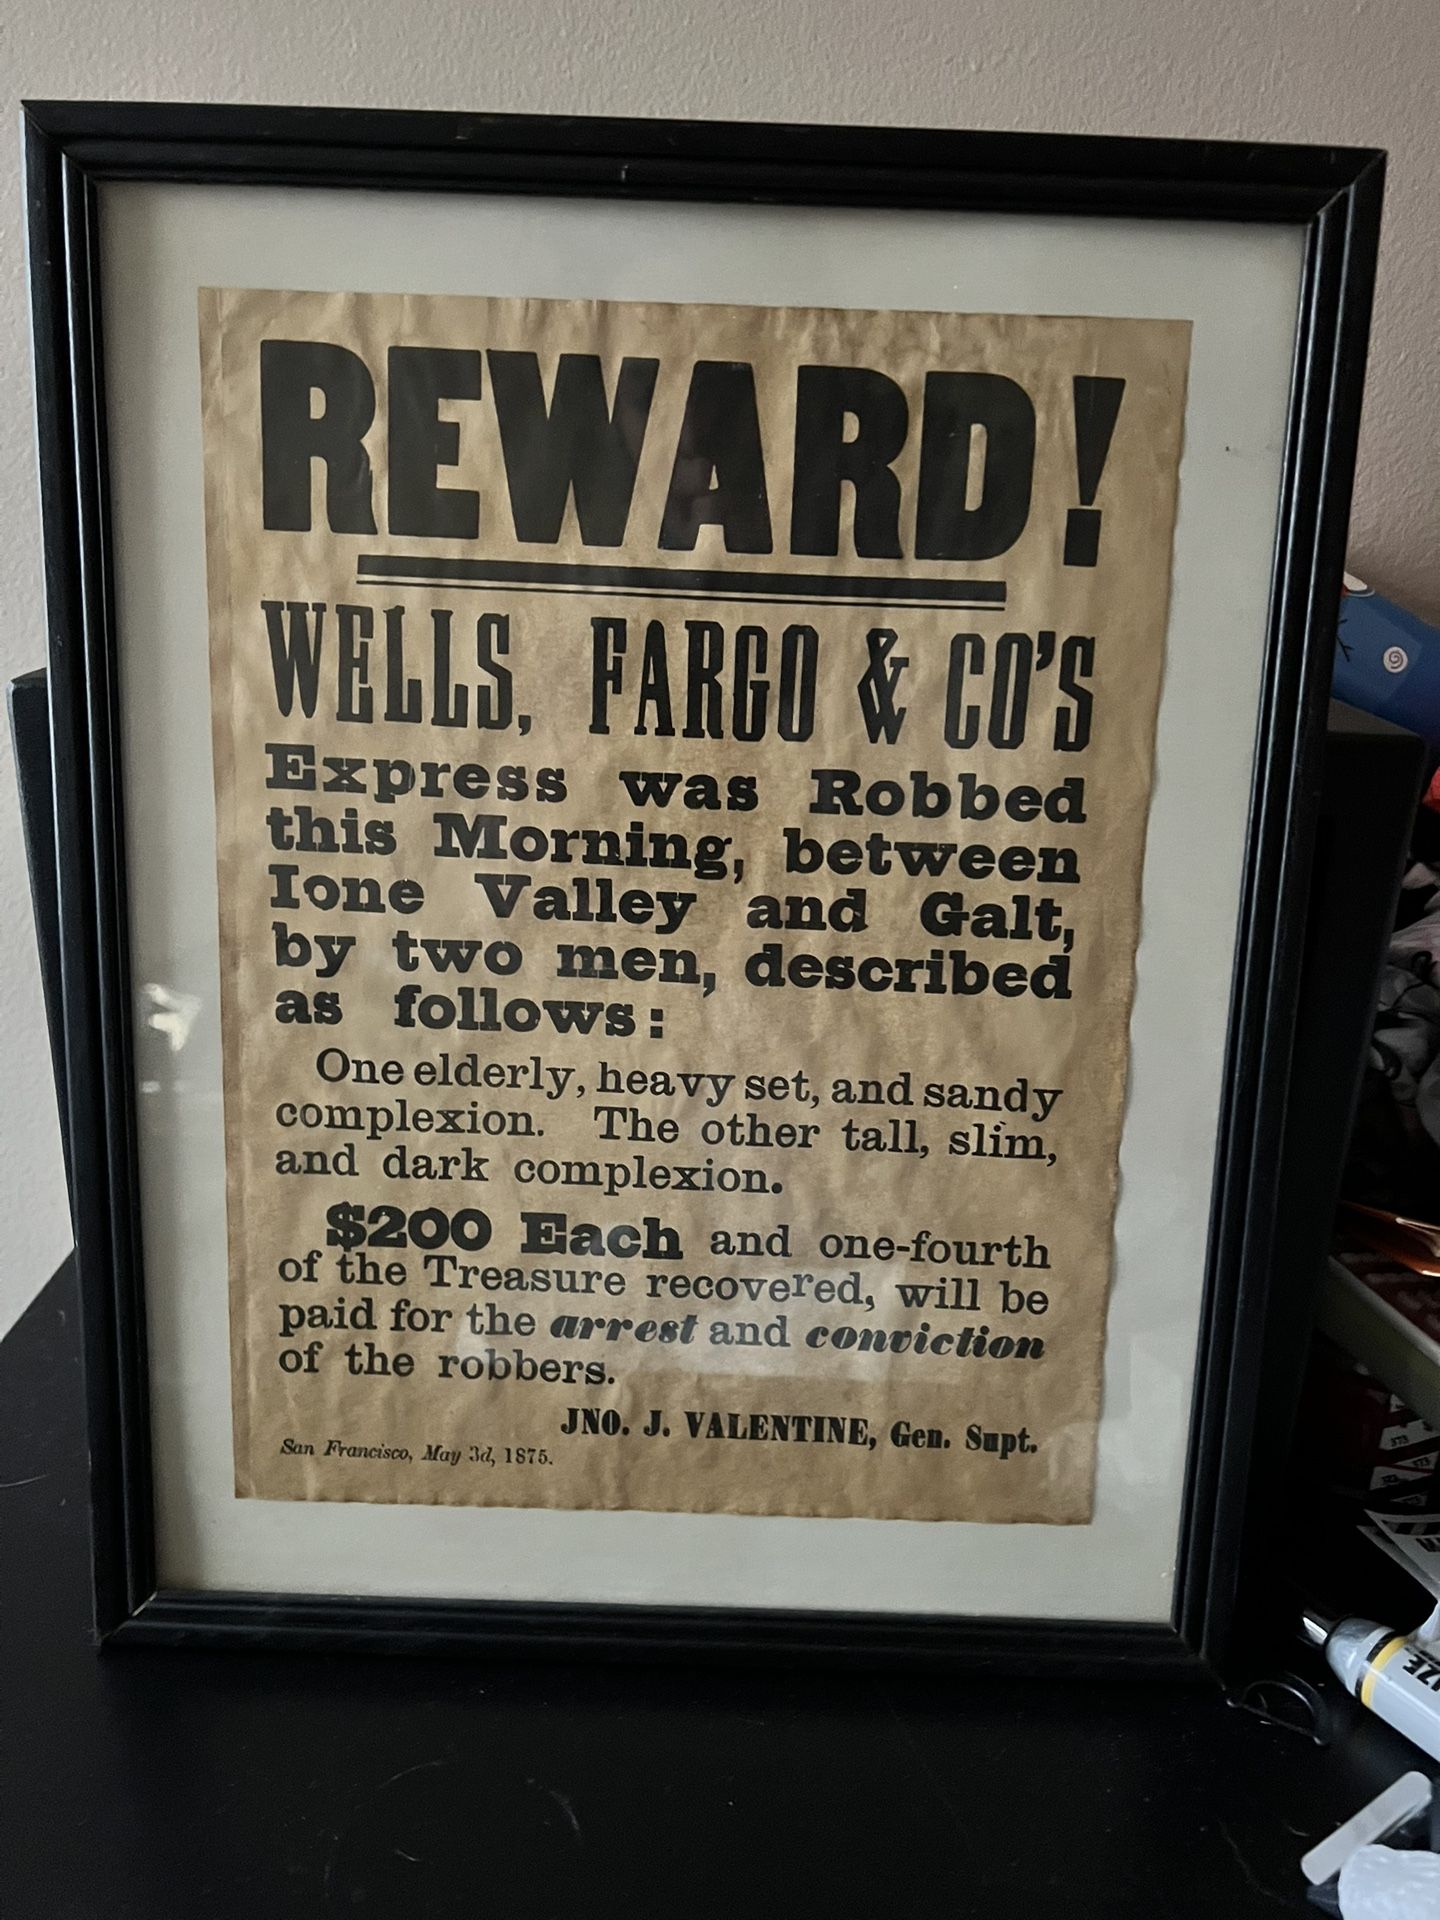 REWARD!
WELLS, FARGO & CO'S
Express was Robbed
this Morning, between
Ione Valley and Galt,
by two men, described
as follows:
One elderly, heavy set, and sandy
complexion. The other tall, slim,
and dark complexion.
$200 Each and one-fourth
of the Treasure recovered, will be
paid for the arrest and conviction
of the robbers.
JNO. J. VALENTINE, Gen. Supt.
San Francisco, May 3d, 1875.